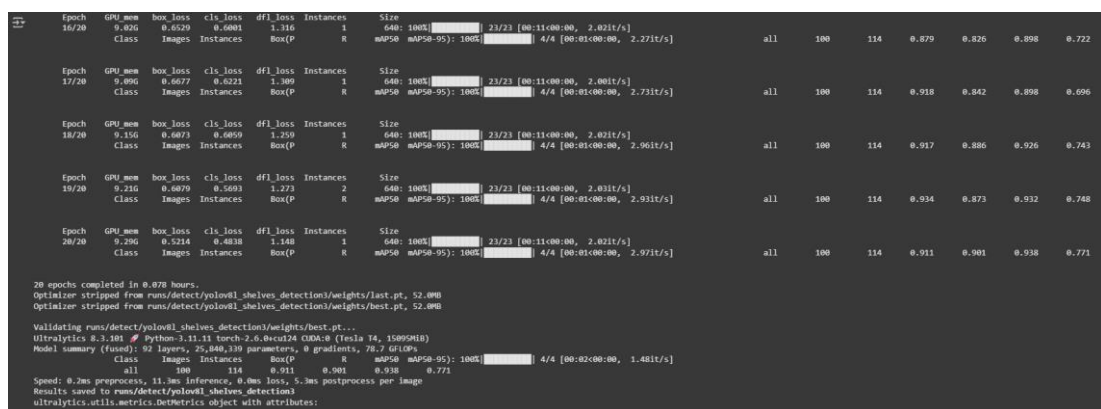 Epoch GPU_mem box_loss cls_loss dfl_loss Instances Size
16/20 9.02G 0.6529 0.6001 1.316 1 640: 100%|██████████| 23/23 [00:11<00:00, 2.02it/s]
Class Images Instances Box(P R mAP50 mAP50-95): 100%|██████████| 4/4 [00:01<00:00, 2.27it/s] all 100 114 0.879 0.826 0.898 0.722
Epoch GPU_mem box_loss cls_loss dfl_loss Instances Size
17/20 9.09G 0.6677 0.6221 1.309 1 640: 100%|██████████| 23/23 [00:11<00:00, 2.00it/s]
Class Images Instances Box(P R mAP50 mAP50-95): 100%|██████████| 4/4 [00:01<00:00, 2.73it/s] all 100 114 0.918 0.842 0.898 0.696
Epoch GPU_mem box_loss cls_loss dfl_loss Instances Size
18/20 9.15G 0.6073 0.6059 1.259 1 640: 100%|██████████| 23/23 [00:11<00:00, 2.02it/s]
Class Images Instances Box(P R mAP50 mAP50-95): 100%|██████████| 4/4 [00:01<00:00, 2.96it/s] all 100 114 0.917 0.886 0.926 0.743
Epoch GPU_mem box_loss cls_loss dfl_loss Instances Size
19/20 9.21G 0.6079 0.5693 1.273 2 640: 100%|██████████| 23/23 [00:11<00:00, 2.03it/s]
Class Images Instances Box(P R mAP50 mAP50-95): 100%|██████████| 4/4 [00:01<00:00, 2.93it/s] all 100 114 0.934 0.873 0.932 0.748
Epoch GPU_mem box_loss cls_loss dfl_loss Instances Size
20/20 9.29G 0.5214 0.4838 1.148 1 640: 100%|██████████| 23/23 [00:11<00:00, 2.02it/s]
Class Images Instances Box(P R mAP50 mAP50-95): 100%|██████████| 4/4 [00:01<00:00, 2.97it/s] all 100 114 0.911 0.901 0.938 0.771
20 epochs completed in 0.078 hours.
Optimizer stripped from runs/detect/yolov8l_shelves_detection3/weights/last.pt, 52.0MB
Optimizer stripped from runs/detect/yolov8l_shelves_detection3/weights/best.pt, 52.0MB
Validating runs/detect/yolov8l_shelves_detection3/weights/best.pt...
Ultralytics 8.3.101 🚀 Python-3.11.11 torch-2.6.0+cu124 CUDA:0 (Tesla T4, 15095MiB)
Model summary (fused): 92 layers, 25,840,339 parameters, 0 gradients, 78.7 GFLOPs
Class Images Instances Box(P R mAP50 mAP50-95): 100%|██████████| 4/4 [00:02<00:00, 1.48it/s]
all 100 114 0.911 0.901 0.938 0.771
Speed: 0.2ms preprocess, 11.3ms inference, 0.0ms loss, 5.3ms postprocess per image
Results saved to runs/detect/yolov8l_shelves_detection3
ultralytics.utils.metrics.DetMetrics object with attributes: